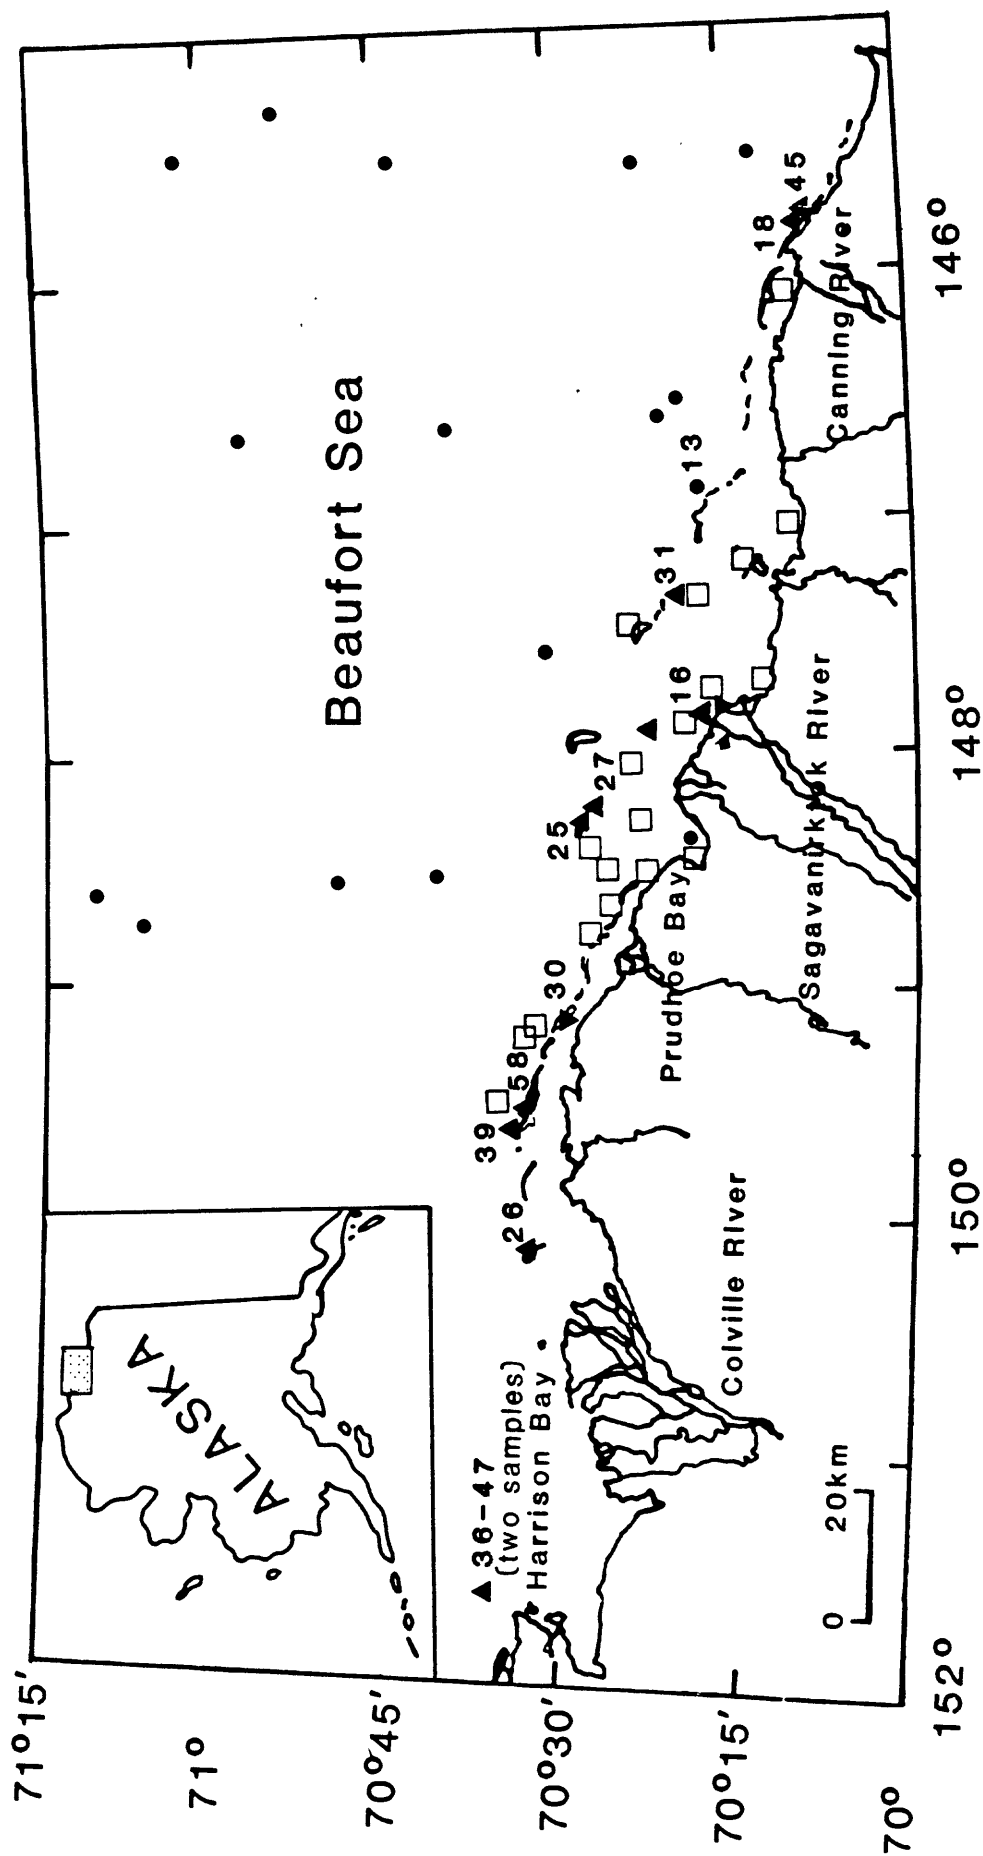 71°15'
71°
70°45'
70°30'
70°15'
70°
152°
150°
148°
146°
ALASKA
Beaufort Sea
36-47
(two samples)
Harrison Bay
26
39
58
30
25
27
16
31
13
18
45
Colville River
Prudhoe Bay
Sagavanirktok River
Canning River
0 20km